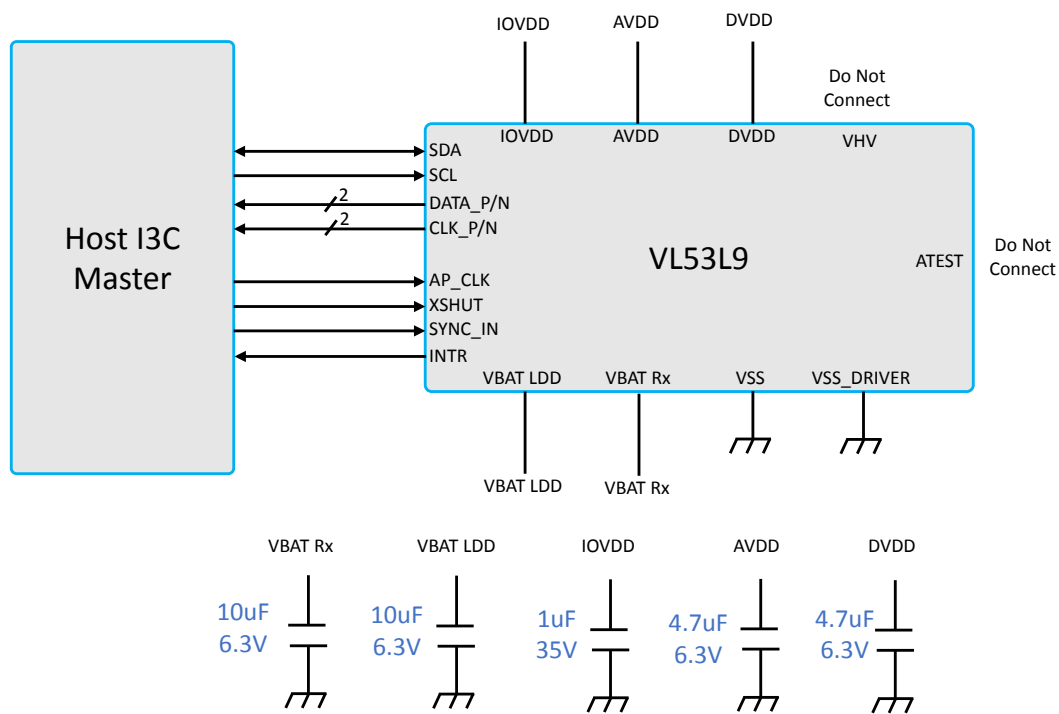 IOVDD
AVDD
DVDD
Do Not
Connect
IOVDD
AVDD
DVDD
VHV
SDA
SCL
2
DATA_P/N
2
CLK_P/N
Host I3C
Master
VL53L9
ATEST
Do Not
Connect
AP_CLK
XSHUT
SYNC_IN
INTR
VBAT LDD
VBAT Rx
VSS
VSS_DRIVER
VBAT LDD
VBAT Rx
VBAT Rx
VBAT LDD
IOVDD
AVDD
DVDD
10uF
6.3V
10uF
6.3V
1uF
35V
4.7uF
6.3V
4.7uF
6.3V